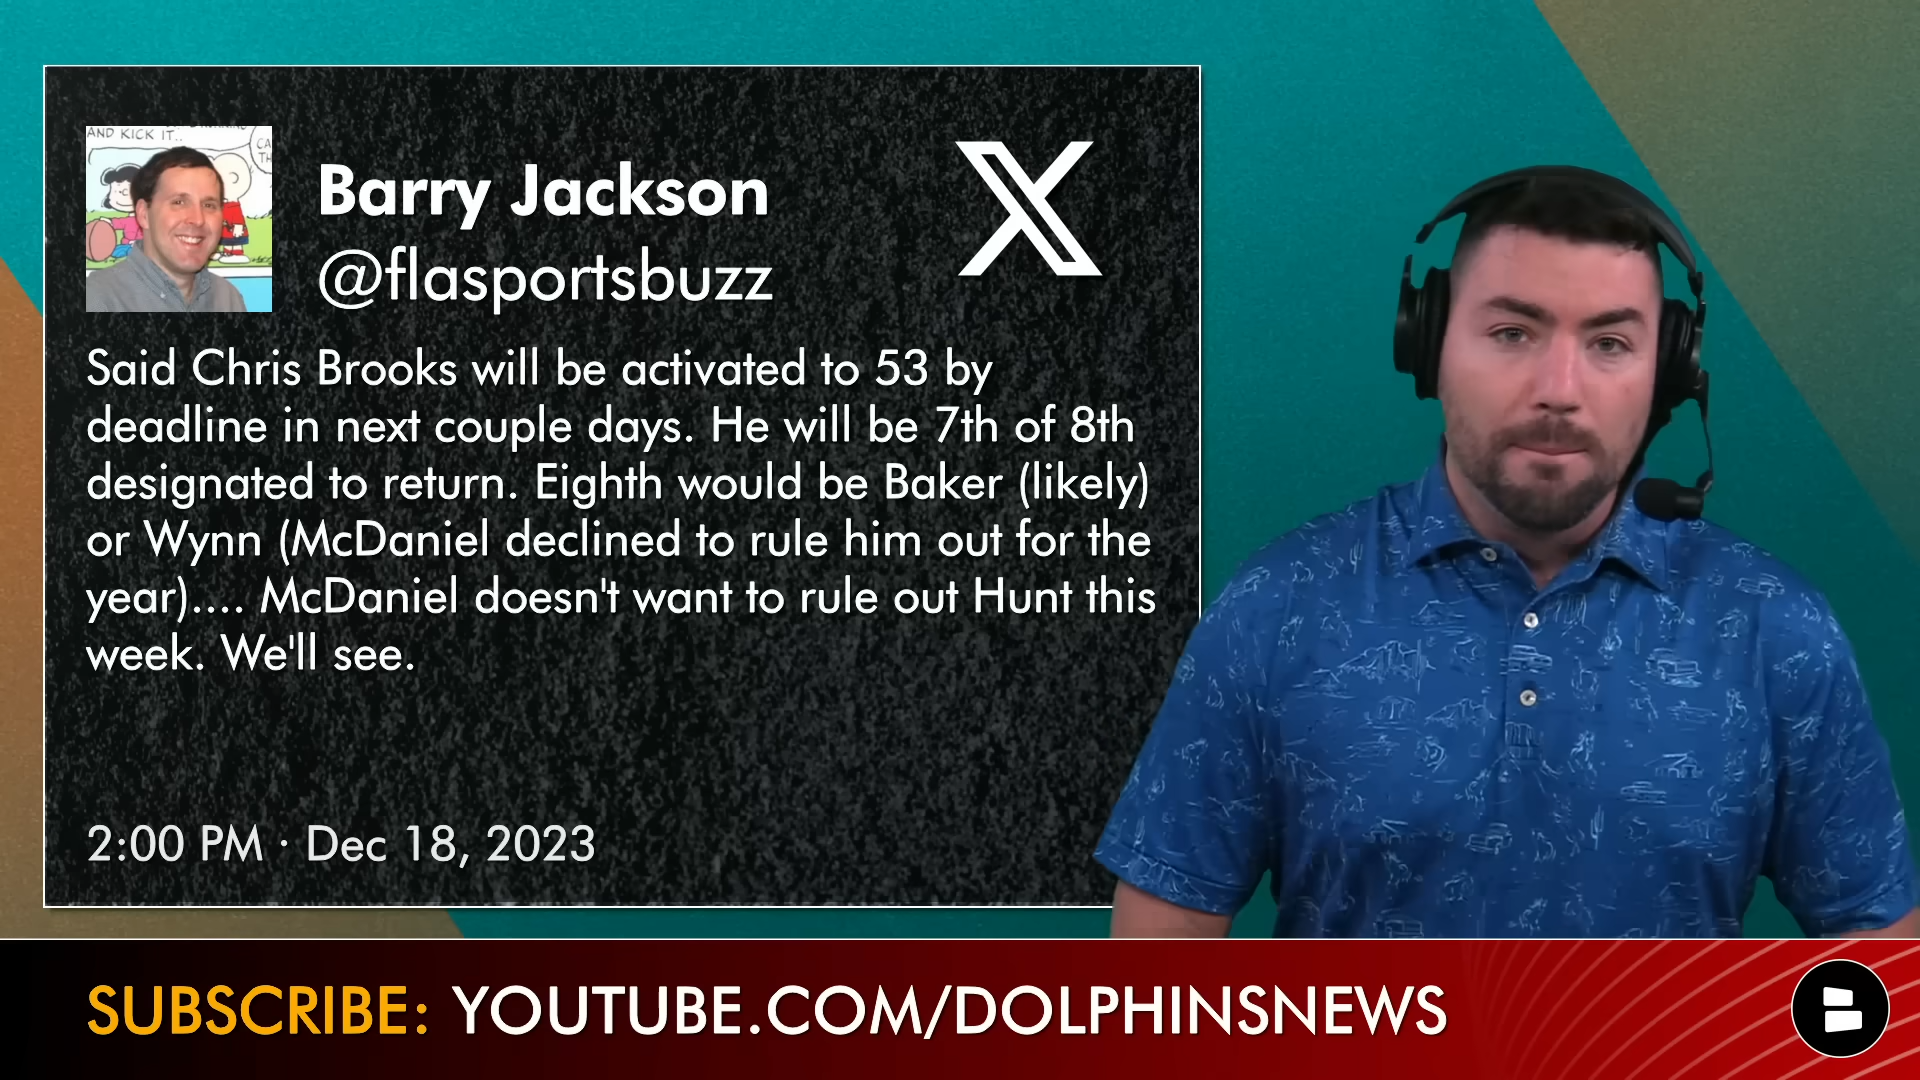 AND KICK IT..
CA
TH
Barry Jackson
@flasportsbuzz
Said Chris Brooks will be activated to 53 by
deadline in next couple days. He will be 7th of 8th
designated to return. Eighth would be Baker (likely)
or Wynn (McDaniel declined to rule him out for the
year).... McDaniel doesn't want to rule out Hunt this
week. We'll see.
2:00 PM · Dec 18, 2023
SUBSCRIBE: YOUTUBE.COM/DOLPHINSNEWS